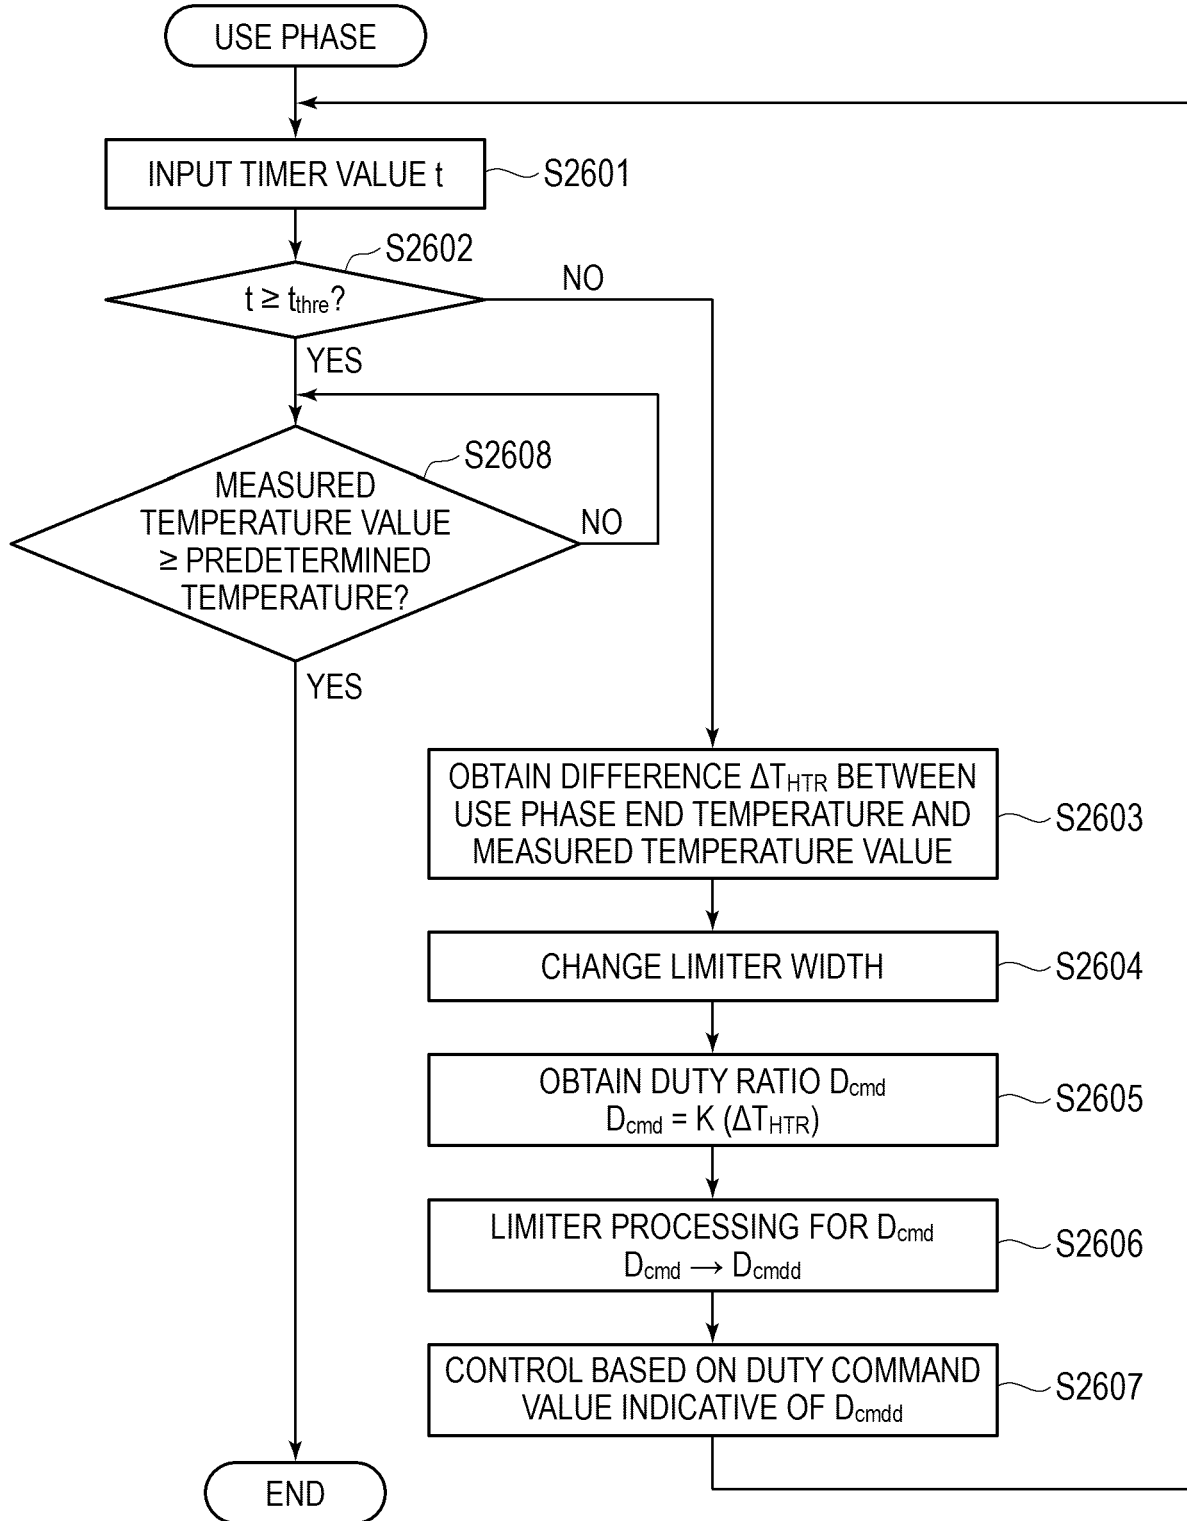 USE PHASE
INPUT TIMER VALUE t
S2601
S2602
t ≥ tthre?
NO
YES
S2608
MEASURED
TEMPERATURE VALUE
≥ PREDETERMINED
TEMPERATURE?
NO
YES
OBTAIN DIFFERENCE ΔTHTR BETWEEN
USE PHASE END TEMPERATURE AND
MEASURED TEMPERATURE VALUE
S2603
CHANGE LIMITER WIDTH
S2604
OBTAIN DUTY RATIO Dcmd
Dcmd = K (ΔTHTR)
S2605
LIMITER PROCESSING FOR Dcmd
Dcmd → Dcmdd
S2606
CONTROL BASED ON DUTY COMMAND
VALUE INDICATIVE OF Dcmdd
S2607
END